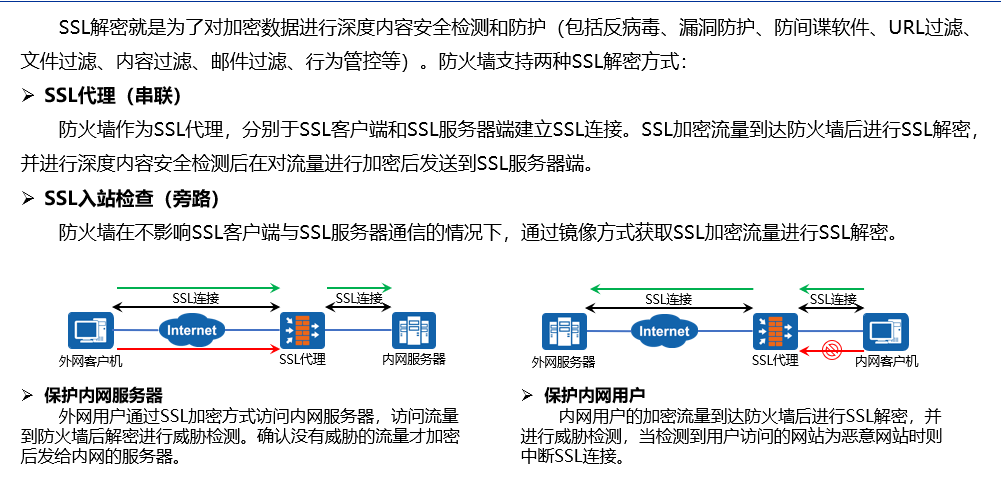 SSL解密就是为了对加密数据进行深度内容安全检测和防护（包括反病毒、漏洞防护、防间谍软件、URL过滤、
文件过滤、内容过滤、邮件过滤、行为管控等）。防火墙支持两种SSL解密方式：
➢ SSL代理（串联）
防火墙作为SSL代理，分别于SSL客户端和SSL服务器端建立SSL连接。SSL加密流量到达防火墙后进行SSL解密，
并进行深度内容安全检测后在对流量进行加密后发送到SSL服务器端。
➢ SSL入站检查（旁路）
防火墙在不影响SSL客户端与SSL服务器通信的情况下，通过镜像方式获取SSL加密流量进行SSL解密。
SSL连接
SSL连接
Internet
外网客户机
SSL代理
内网服务器
➢ 保护内网服务器
外网用户通过SSL加密方式访问内网服务器，访问流量
到防火墙后解密进行威胁检测。确认没有威胁的流量才加密
后发给内网的服务器。
SSL连接
SSL连接
Internet
外网服务器
SSL代理
内网客户机
➢ 保护内网用户
内网用户的加密流量到达防火墙后进行SSL解密，并
进行威胁检测，当检测到用户访问的网站为恶意网站时则
中断SSL连接。